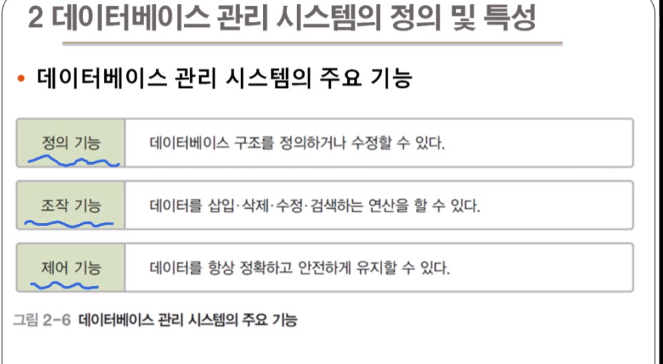 2 데이터베이스 관리 시스템의 정의 및 특성
• 데이터베이스 관리 시스템의 주요 기능
정의 기능 데이터베이스 구조를 정의하거나 수정할 수 있다.
조작 기능 데이터를 삽입·삭제·수정·검색하는 연산을 할 수 있다.
제어 기능 데이터를 항상 정확하고 안전하게 유지할 수 있다.
그림 2-6 데이터베이스 관리 시스템의 주요 기능